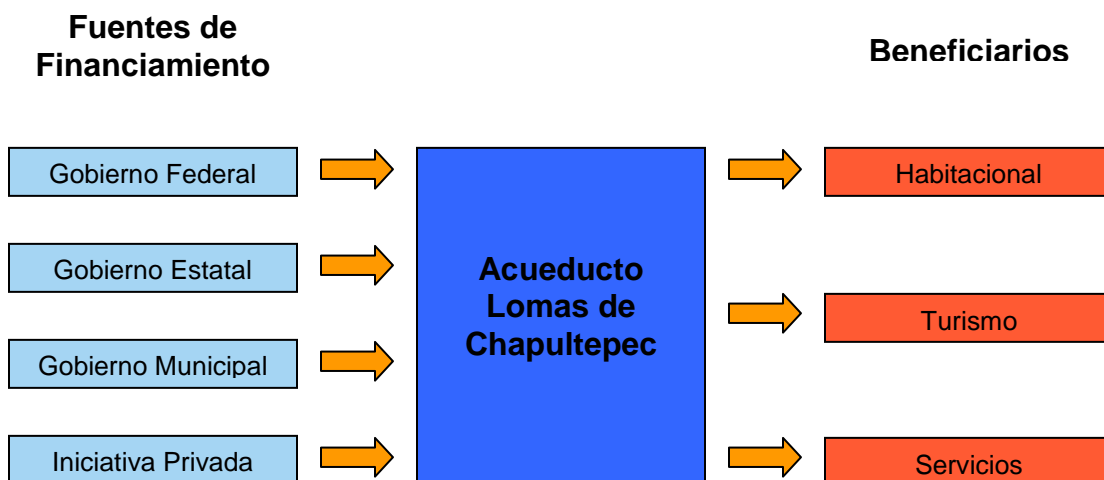 Fuentes de
Financiamiento
Beneficiarios
Gobierno Federal
Gobierno Estatal
Gobierno Municipal
Iniciativa Privada
Acueducto
Lomas de
Chapultepec
Habitacional
Turismo
Servicios